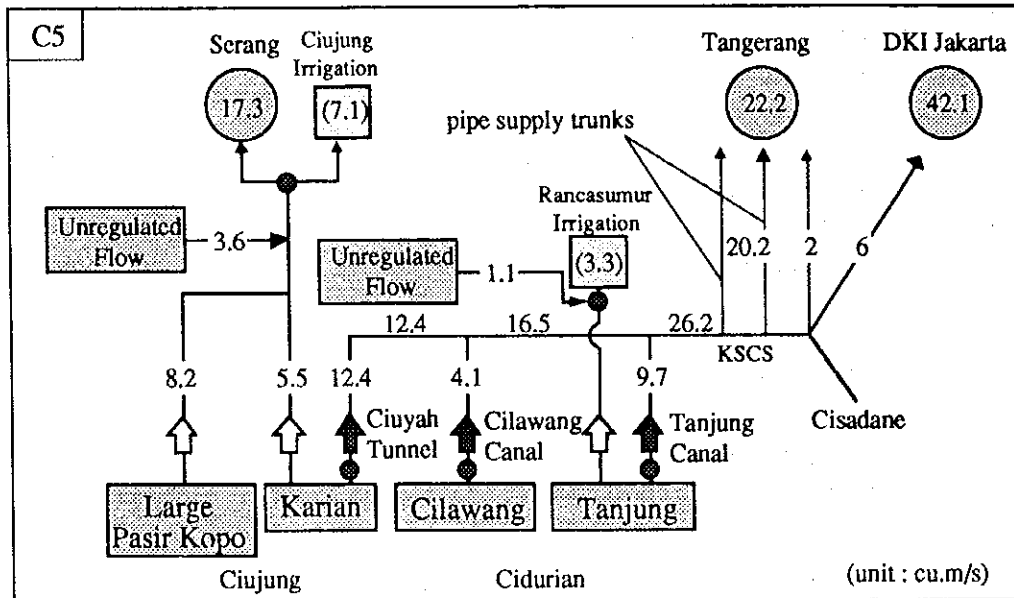 C5
Serang
17.3
Ciujung
Irrigation
(7.1)
Tangerang
22.2
DKI Jakarta
42.1
pipe supply trunks
Unregulated
Flow
3.6
Unregulated
Flow
1.1
Rancasumur
Irrigation
(3.3)
20.2
2
6
12.4
16.5
26.2
KSCS
8.2
5.5
12.4
4.1
9.7
Ciuyah
Tunnel
Cilawang
Canal
Tanjung
Canal
Cisadane
Large
Pasir Kopo
Karian
Cilawang
Tanjung
Ciujung
Cidurian
(unit : cu.m/s)